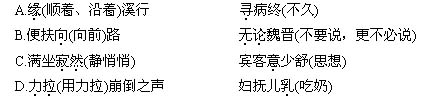 A.缘(顺着、沿着)溪行 寻病终(不久)
B.便扶向(向前)路 无论魏晋(不要说，更不必说)
C.满坐寂然(静悄悄) 宾客意少舒(思想)
D.力拉(用力拉)崩倒之声 妇抚儿乳(吃奶)